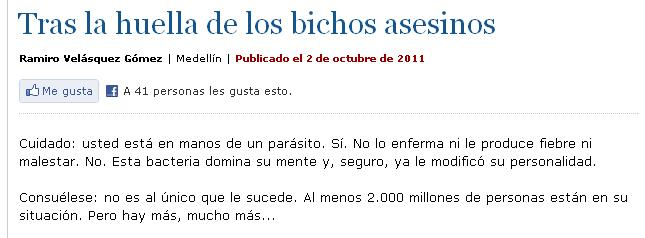 Tras la huella de los bichos asesinos
Ramiro Velásquez Gómez | Medellín | Publicado el 2 de octubre de 2011
Me gusta A 41 personas les gusta esto.
Cuidado: usted está en manos de un parásito. Sí. No lo enferma ni le produce fiebre ni
malestar. No. Esta bacteria domina su mente y, seguro, ya le modificó su personalidad.
Consuélese: no es al único que le sucede. Al menos 2.000 millones de personas están en su
situación. Pero hay más, mucho más...